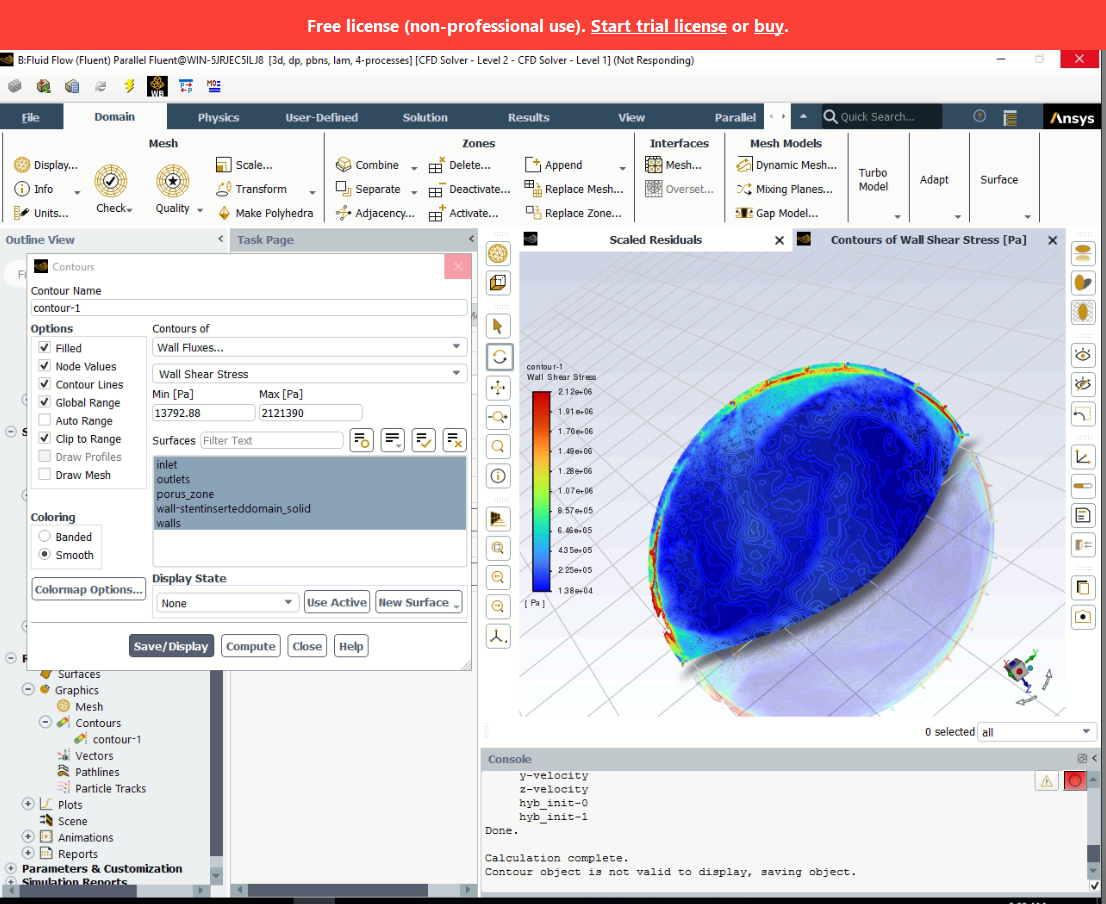 Free license (non-professional use). Start trial license or buy.
B:Fluid Flow (Fluent) Parallel Fluent@WIN-5JRJEC5ILJ8 [3d, dp, pbns, lam, 4-processes] [CFD Solver - Level 2 - CFD Solver - Level 1] (Not Responding)
WB
File Domain Physics User-Defined Solution Results View Parallel Quick Search... Ansys
Mesh Zones Interfaces Mesh Models
Display... Scale... Combine Delete... Append Mesh... Dynamic Mesh...
Info Check Quality Transform Separate Deactivate... Replace Mesh... Overset... Mixing Planes... Turbo Model Adapt Surface
Units... Make Polyhedra Adjacency... Activate... Replace Zone... Gap Model...
Outline View Task Page Scaled Residuals Contours of Wall Shear Stress [Pa]
Contours
Contour Name
contour-1
Options Contours of
Filled Wall Fluxes...
Node Values
Contour Lines Wall Shear Stress
Global Range Min [Pa] Max [Pa]
Auto Range 13792.88 2121390
Clip to Range Surfaces Filter Text
Draw Profiles
Draw Mesh
inlet
outlets
porus_zone
wall-stentinserteddomain_solid
walls
Coloring
Banded
Smooth
Colormap Options...
Display State
None Use Active New Surface
Save/Display Compute Close Help
contour-1
Wall Shear Stress
2.12e+06
1.91e+06
1.70e+06
1.49e+06
1.28e+06
1.07e+06
8.57e+05
6.46e+05
4.35e+05
2.25e+05
1.38e+04
[ Pa ]
Y
X
Z
0 selected all
Surfaces
Graphics
Mesh
Contours
contour-1
Vectors
Pathlines
Particle Tracks
Plots
Scene
Animations
Reports
Parameters & Customization
Simulation Reports
Console
y-velocity
z-velocity
hyb_init-0
hyb_init-1
Done.
Calculation complete.
Contour object is not valid to display, saving object.